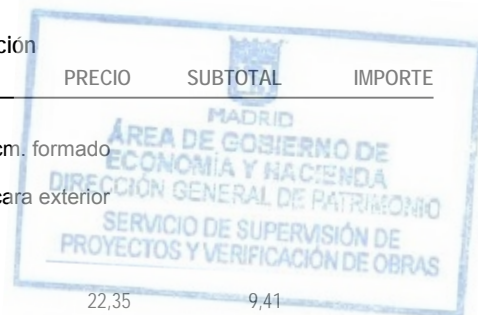 ción
PRECIO SUBTOTAL IMPORTE
MADRID
cm. formado
ÁREA DE GOBIERNO DE
ECONOMÍA Y HACIENDA
DIRECCIÓN GENERAL DE PATRIMONIO
cara exterior
SERVICIO DE SUPERVISIÓN DE
PROYECTOS Y VERIFICACIÓN DE OBRAS
22,35 9,41